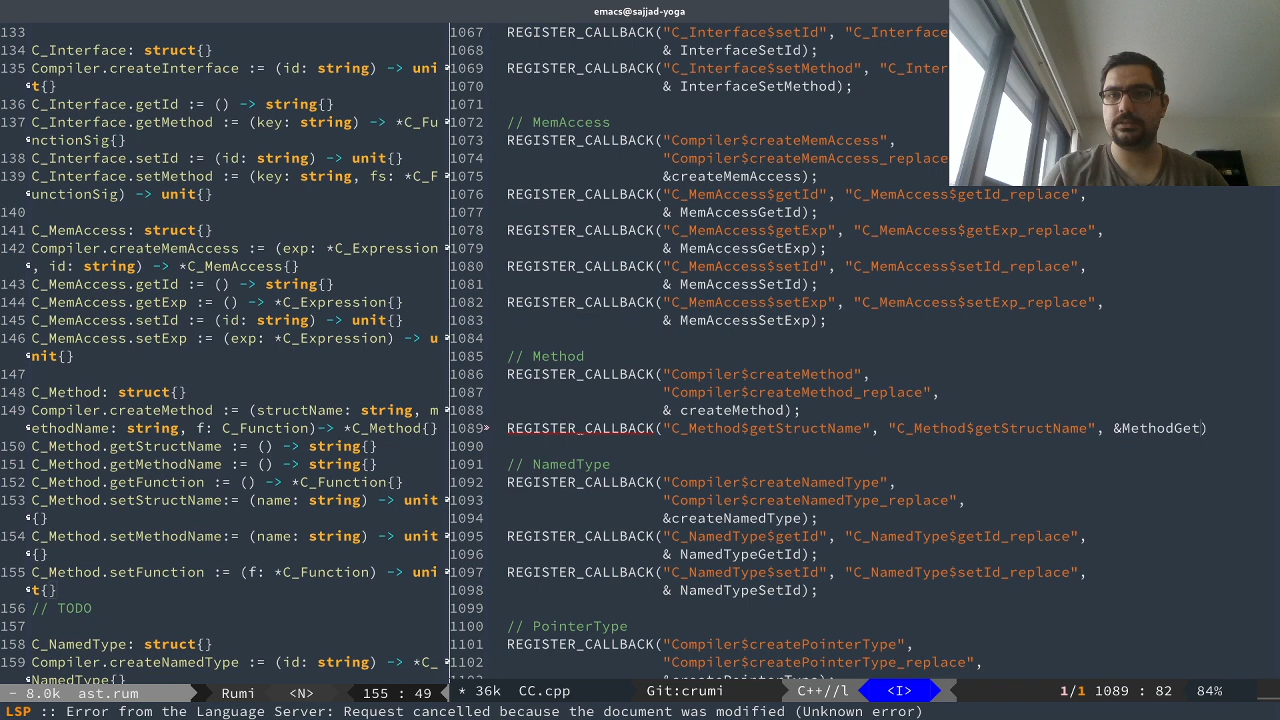 emacs@sajjad-yoga
133
134 C_Interface: struct{}
135 Compiler.createInterface := (id: string) -> uni
t{}
136 C_Interface.getId := () -> string{}
137 C_Interface.getMethod := (key: string) -> *C_Fu
nctionSig{}
138 C_Interface.setId := (id: string) -> unit{}
139 C_Interface.setMethod := (key: string, fs: *C_F
unctionSig) -> unit{}
140
141 C_MemAccess: struct{}
142 Compiler.createMemAccess := (exp: *C_Expression
, id: string) -> *C_MemAccess{}
143 C_MemAccess.getId := () -> string{}
144 C_MemAccess.getExp := () -> *C_Expression{}
145 C_MemAccess.setId := (id: string) -> unit{}
146 C_MemAccess.setExp := (exp: *C_Expression) -> u
nit{}
147
148 C_Method: struct{}
149 Compiler.createMethod := (structName: string, m
ethodName: string, f: C_Function)-> *C_Method{}
150 C_Method.getStructName := () -> string{}
151 C_Method.getMethodName := () -> string{}
152 C_Method.getFunction := () -> *C_Function{}
153 C_Method.setStructName:= (name: string) -> unit
{}
154 C_Method.setMethodName:= (name: string) -> unit
{}
155 C_Method.setFunction := (f: *C_Function) -> uni
t{}
156 // TODO
157
158 C_NamedType: struct{}
159 Compiler.createNamedType := (id: string) -> *C_
NamedType{}
- 8.0k ast.rum Rumi <N> 155 : 49
1067 REGISTER_CALLBACK("C_Interface$setId", "C_Interface
1068 & InterfaceSetId);
1069 REGISTER_CALLBACK("C_Interface$setMethod", "C_Inter
1070 & InterfaceSetMethod);
1071
1072 // MemAccess
1073 REGISTER_CALLBACK("Compiler$createMemAccess",
1074 "Compiler$createMemAccess_replace
1075 &createMemAccess);
1076 REGISTER_CALLBACK("C_MemAccess$getId", "C_MemAccess$getId_replace",
1077 & MemAccessGetId);
1078 REGISTER_CALLBACK("C_MemAccess$getExp", "C_MemAccess$getExp_replace",
1079 & MemAccessGetExp);
1080 REGISTER_CALLBACK("C_MemAccess$setId", "C_MemAccess$setId_replace",
1081 & MemAccessSetId);
1082 REGISTER_CALLBACK("C_MemAccess$setExp", "C_MemAccess$setExp_replace",
1083 & MemAccessSetExp);
1084
1085 // Method
1086 REGISTER_CALLBACK("Compiler$createMethod",
1087 "Compiler$createMethod_replace",
1088 & createMethod);
1089 REGISTER_CALLBACK("C_Method$getStructName", "C_Method$getStructName", &MethodGet)
1090
1091 // NamedType
1092 REGISTER_CALLBACK("Compiler$createNamedType",
1093 "Compiler$createNamedType_replace",
1094 &createNamedType);
1095 REGISTER_CALLBACK("C_NamedType$getId", "C_NamedType$getId_replace",
1096 & NamedTypeGetId);
1097 REGISTER_CALLBACK("C_NamedType$setId", "C_NamedType$setId_replace",
1098 & NamedTypeSetId);
1099
1100 // PointerType
1101 REGISTER_CALLBACK("Compiler$createPointerType",
1102 "Compiler$createPointerType_replace",
* 36k CC.cpp Git:crumi C++//l <I> 1/1 1089 : 82 84%
LSP :: Error from the Language Server: Request cancelled because the document was modified (Unknown error)